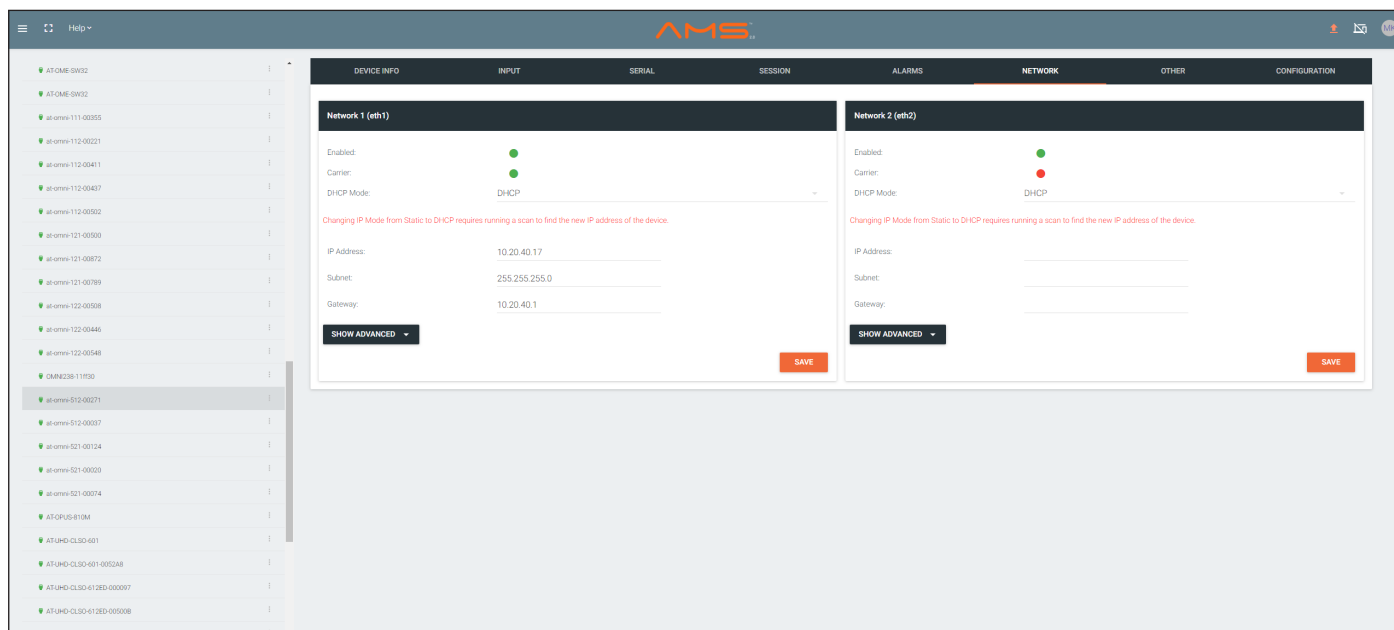 Help
AMS
MK
AT-OME-SW32
AT-OME-SW32
at-omni-111-00355
at-omni-112-00221
at-omni-112-00411
at-omni-112-00437
at-omni-112-00502
at-omni-121-00500
at-omni-121-00872
at-omni-121-00789
at-omni-122-00508
at-omni-122-00446
at-omni-122-00548
OMNI238-11ff30
at-omni-512-00271
at-omni-512-00037
at-omni-521-00124
at-omni-521-00020
at-omni-521-00074
AT-OPUS-810M
AT-UHD-CLSO-601
AT-UHD-CLSO-601-0052A8
AT-UHD-CLSO-612ED-000097
AT-UHD-CLSO-612ED-00500B
DEVICE INFO INPUT SERIAL SESSION ALARMS NETWORK OTHER CONFIGURATION
Network 1 (eth1)
Enabled:
Carrier:
DHCP Mode: DHCP
Changing IP Mode from Static to DHCP requires running a scan to find the new IP address of the device.
IP Address: 10.20.40.17
Subnet: 255.255.255.0
Gateway: 10.20.40.1
SHOW ADVANCED
SAVE
Network 2 (eth2)
Enabled:
Carrier:
DHCP Mode: DHCP
Changing IP Mode from Static to DHCP requires running a scan to find the new IP address of the device.
IP Address:
Subnet:
Gateway:
SHOW ADVANCED
SAVE